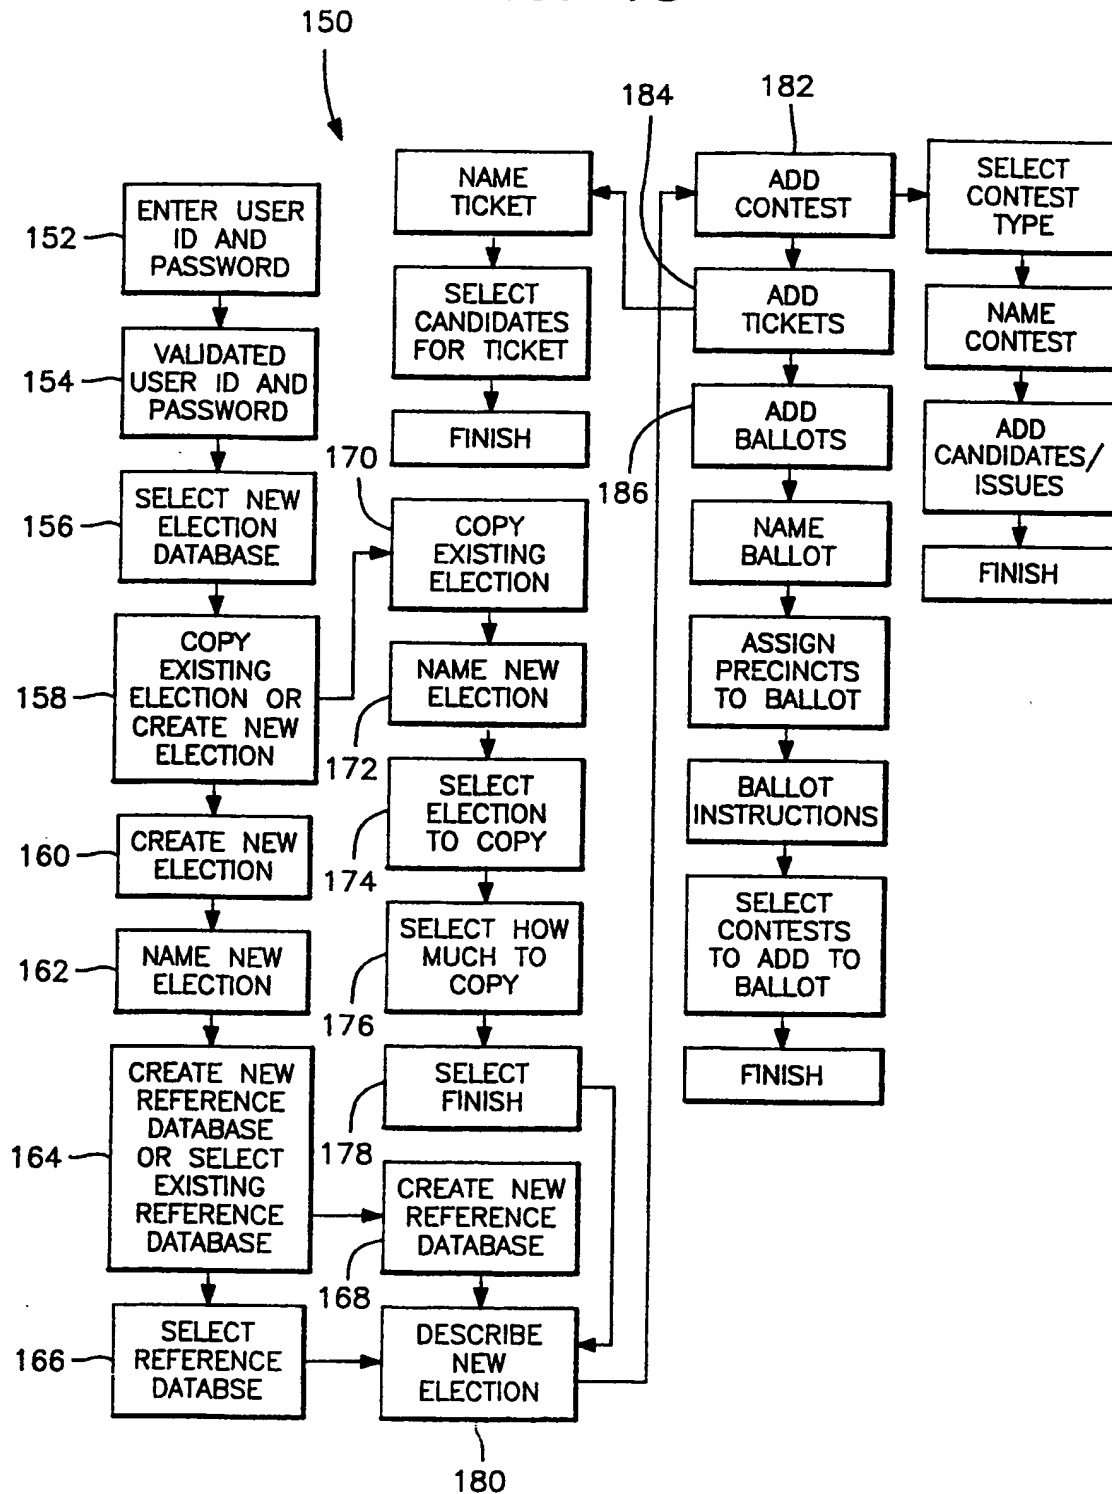 150
152
ENTER USER
ID AND
PASSWORD
154
VALIDATED
USER ID AND
PASSWORD
156
SELECT NEW
ELECTION
DATABASE
158
COPY
EXISTING
ELECTION OR
CREATE NEW
ELECTION
160
CREATE NEW
ELECTION
162
NAME NEW
ELECTION
164
CREATE NEW
REFERENCE
DATABASE
OR SELECT
EXISTING
REFERENCE
DATABASE
166
SELECT
REFERENCE
DATABSE
NAME
TICKET
SELECT
CANDIDATES
FOR TICKET
FINISH
170
COPY
EXISTING
ELECTION
172
NAME NEW
ELECTION
174
SELECT
ELECTION
TO COPY
176
SELECT HOW
MUCH TO
COPY
178
SELECT
FINISH
168
CREATE NEW
REFERENCE
DATABASE
DESCRIBE
NEW
ELECTION
180
182
ADD
CONTEST
184
ADD
TICKETS
186
ADD
BALLOTS
NAME
BALLOT
ASSIGN
PRECINCTS
TO BALLOT
BALLOT
INSTRUCTIONS
SELECT
CONTESTS
TO ADD TO
BALLOT
FINISH
SELECT
CONTEST
TYPE
NAME
CONTEST
ADD
CANDIDATES/
ISSUES
FINISH